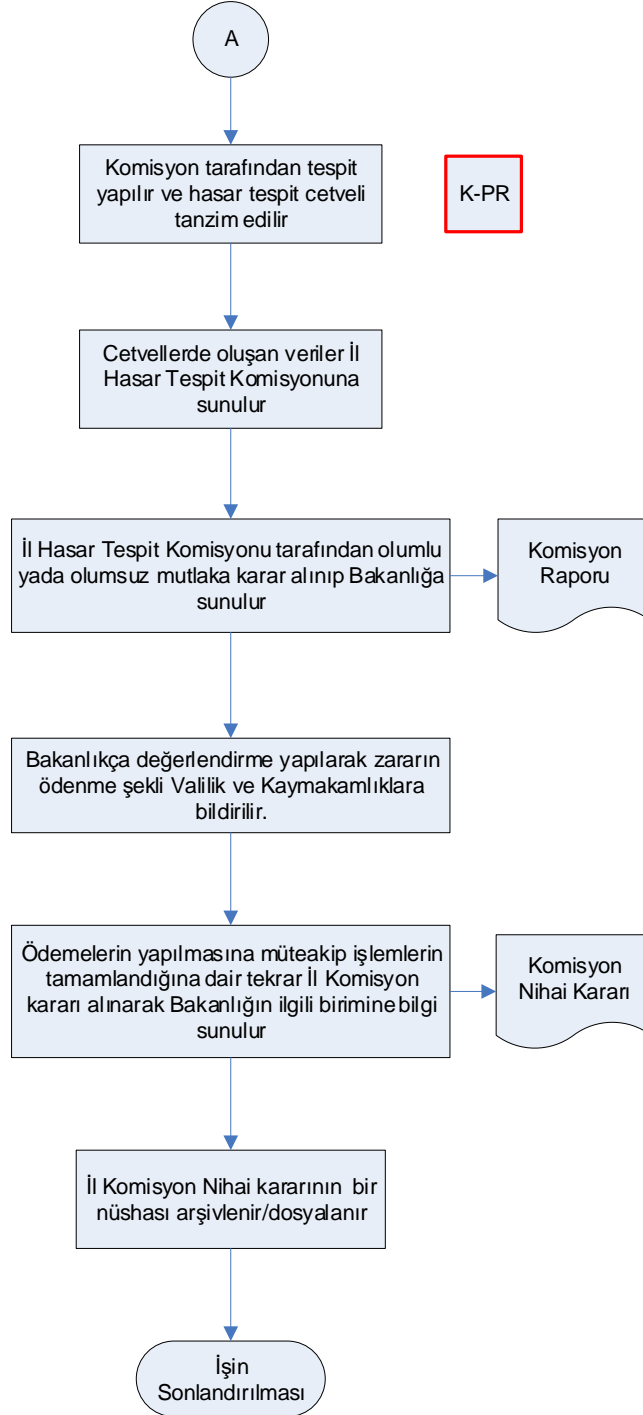 A
Komisyon tarafından tespit
yapılır ve hasar tespit cetveli
tanzim edilir
K-PR
Cetvellerde oluşan veriler İl
Hasar Tespit Komisyonuna
sunulur
İl Hasar Tespit Komisyonu tarafından olumlu
yada olumsuz mutlaka karar alınıp Bakanlığa
sunulur
Komisyon
Raporu
Bakanlıkça değerlendirme yapılarak zararın
ödenme şekli Valilik ve Kaymakamlıklara
bildirilir.
Ödemelerin yapılmasına müteakip işlemlerin
tamamlandığına dair tekrar İl Komisyon
kararı alınarak Bakanlığın ilgili birimine bilgi
sunulur
Komisyon
Nihai Kararı
İl Komisyon Nihai kararının bir
nüshası arşivlenir/dosyalanır
İşin
Sonlandırılması